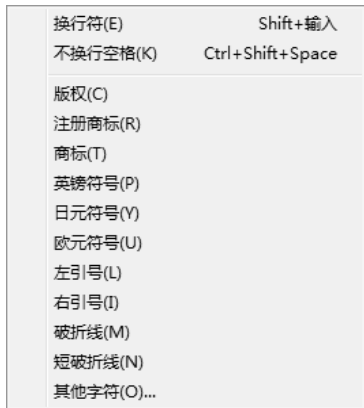 换行符(E) Shift+输入
不换行空格(K) Ctrl+Shift+Space
版权(C)
注册商标(R)
商标(T)
英镑符号(P)
日元符号(Y)
欧元符号(U)
左引号(L)
右引号(I)
破折线(M)
短破折线(N)
其他字符(O)...